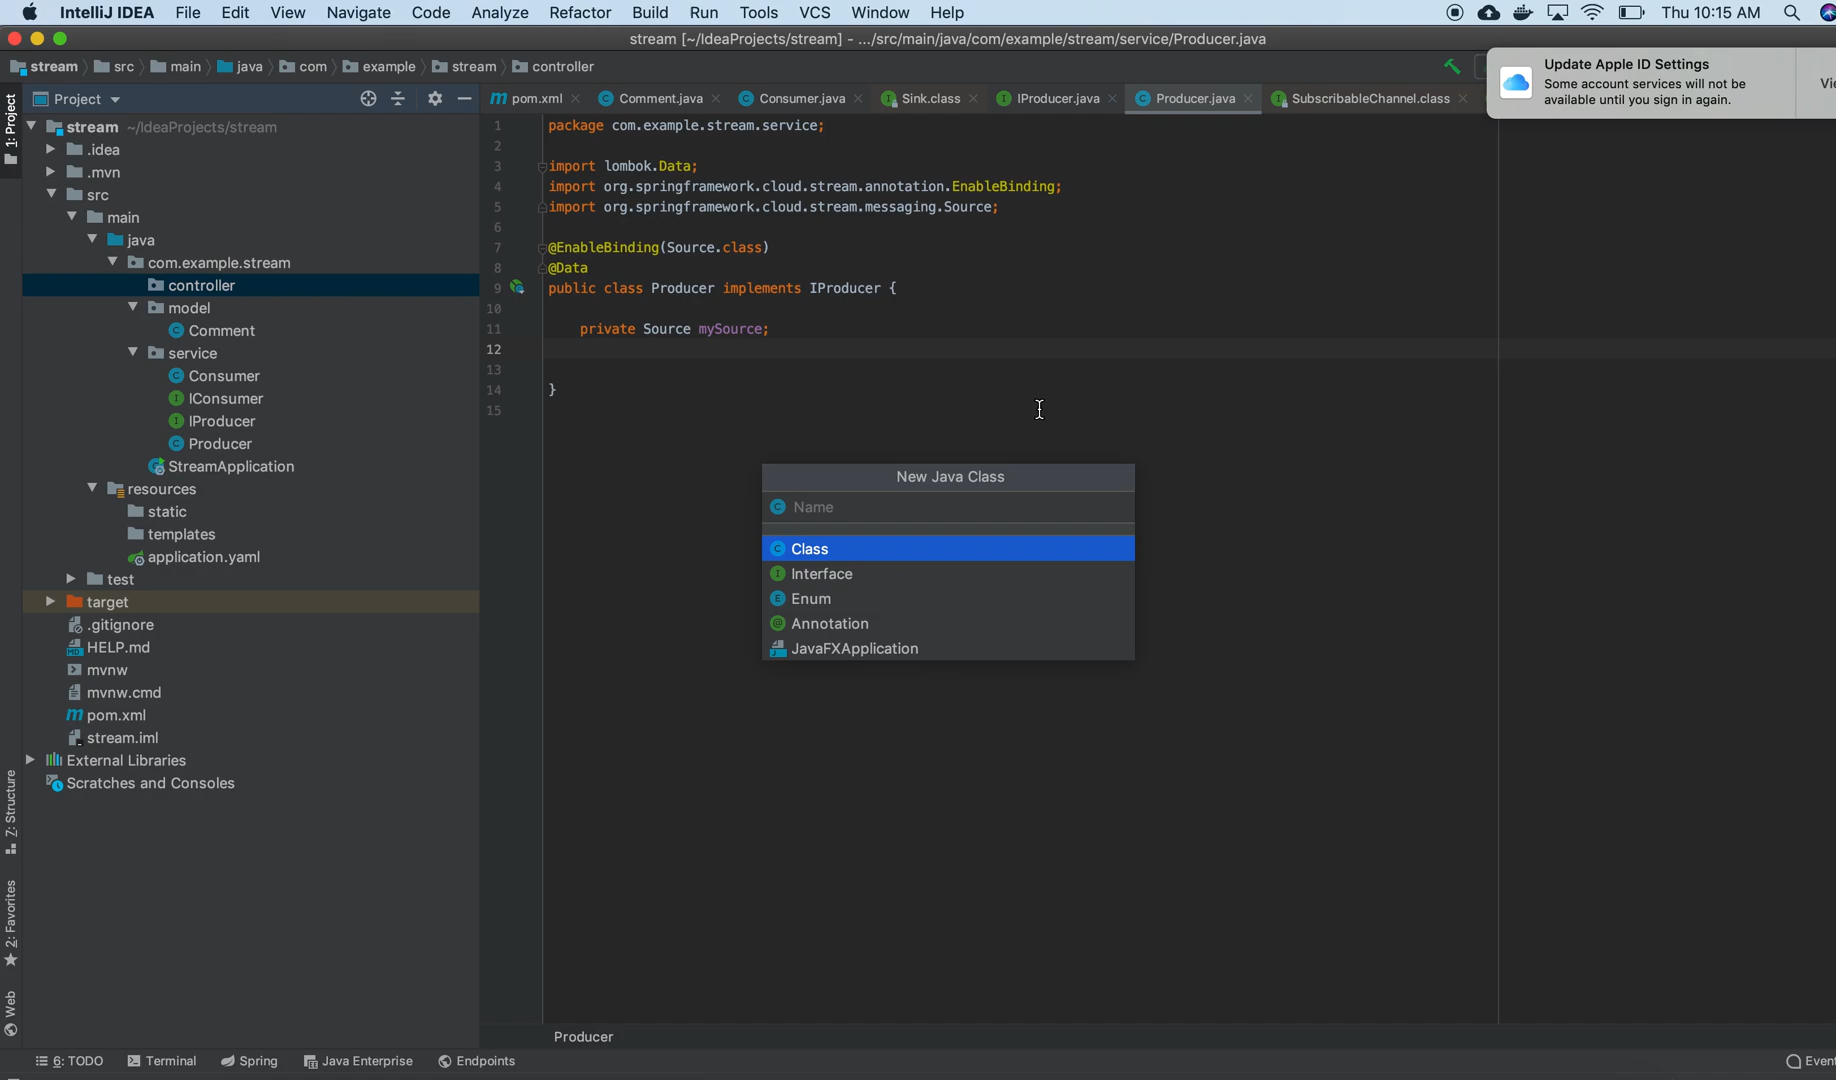 IntelliJ IDEA File Edit View Navigate Code Analyze Refactor Build Run Tools VCS Window Help Thu 10:15 AM
stream [~/IdeaProjects/stream] - .../src/main/java/com/example/stream/service/Producer.java
stream src main java com example stream controller
Update Apple ID Settings
Some account services will not be
available until you sign in again.
1: Project
Project
pom.xml Comment.java Consumer.java Sink.class IProducer.java Producer.java SubscribableChannel.class
stream ~/IdeaProjects/stream
.idea
.mvn
src
main
java
com.example.stream
controller
model
Comment
service
Consumer
IConsumer
IProducer
Producer
StreamApplication
resources
static
templates
application.yaml
test
target
.gitignore
HELP.md
mvnw
mvnw.cmd
pom.xml
stream.iml
External Libraries
Scratches and Consoles
1 package com.example.stream.service;
2
3 import lombok.Data;
4 import org.springframework.cloud.stream.annotation.EnableBinding;
5 import org.springframework.cloud.stream.messaging.Source;
6
7 @EnableBinding(Source.class)
8 @Data
9 public class Producer implements IProducer {
10
11 private Source mySource;
12
13
14 }
15
New Java Class
Name
Class
Interface
Enum
Annotation
JavaFXApplication
Z: Structure
2: Favorites
Web
Producer
6: TODO Terminal Spring Java Enterprise Endpoints